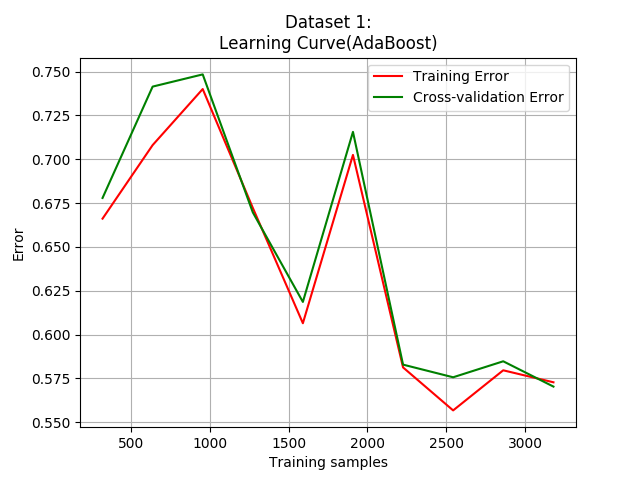 Dataset 1:
Learning Curve(AdaBoost)
Training Error
Cross-validation Error
0.750
0.725
0.700
0.675
0.650
0.625
0.600
0.575
0.550
Error
500
1000
1500
2000
2500
3000
Training samples